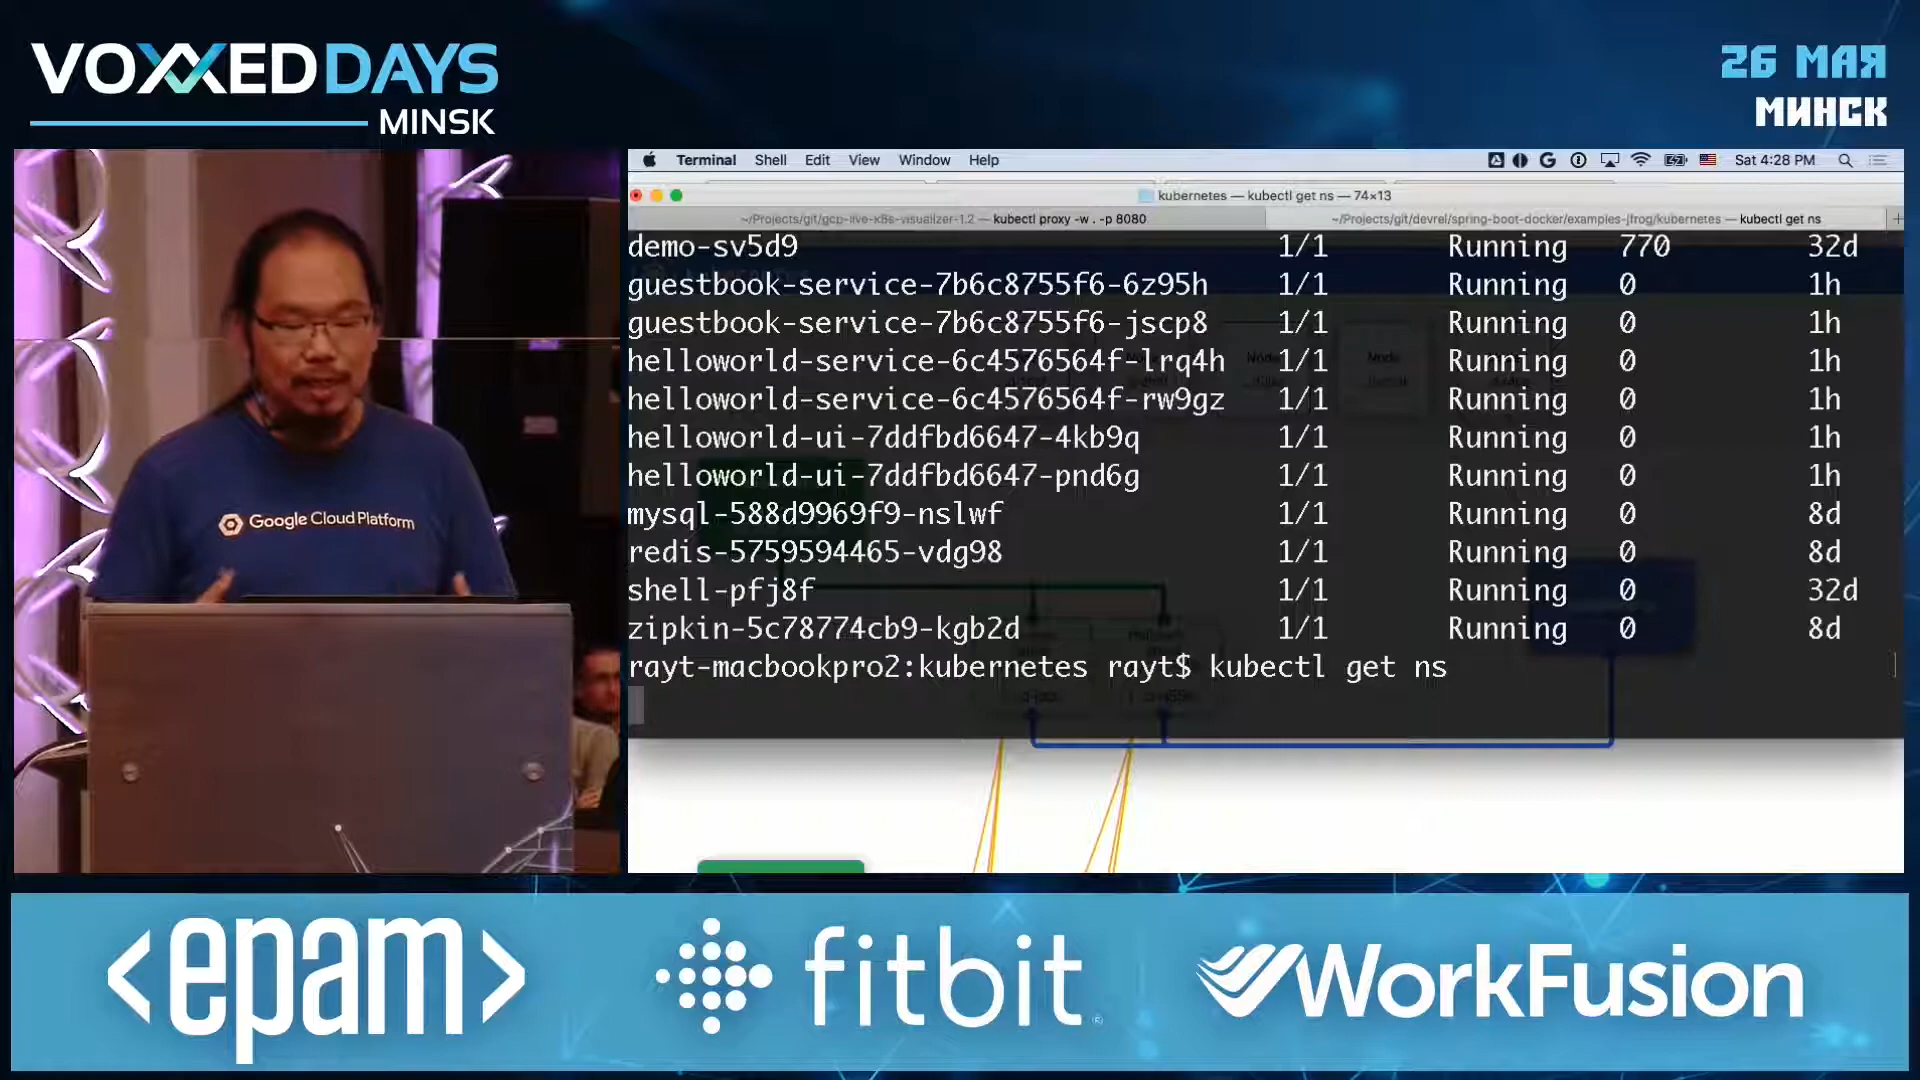 VOXXEDDAYS
MINSK
26 МАЯ
МИНСК
Terminal Shell Edit View Window Help
Sat 4:28 PM
kubernetes — kubectl get ns — 74×13
~/Projects/git/gcp-live-k8s-visualizer-1.2 — kubectl proxy -w . -p 8080
~/Projects/git/devrel/spring-boot-docker/examples-jfrog/kubernetes — kubectl get ns
demo-sv5d9 1/1 Running 770 32d
guestbook-service-7b6c8755f6-6z95h 1/1 Running 0 1h
guestbook-service-7b6c8755f6-jscp8 1/1 Running 0 1h
helloworld-service-6c4576564f-lrq4h 1/1 Running 0 1h
helloworld-service-6c4576564f-rw9gz 1/1 Running 0 1h
helloworld-ui-7ddfbd6647-4kb9q 1/1 Running 0 1h
helloworld-ui-7ddfbd6647-pnd6g 1/1 Running 0 1h
mysql-588d9969f9-nslwf 1/1 Running 0 8d
redis-5759594465-vdg98 1/1 Running 0 8d
shell-pfj8f 1/1 Running 0 32d
zipkin-5c78774cb9-kgb2d 1/1 Running 0 8d
rayt-macbookpro2:kubernetes rayt$ kubectl get ns
Google Cloud Platform
<epam>
fitbit®
WorkFusion